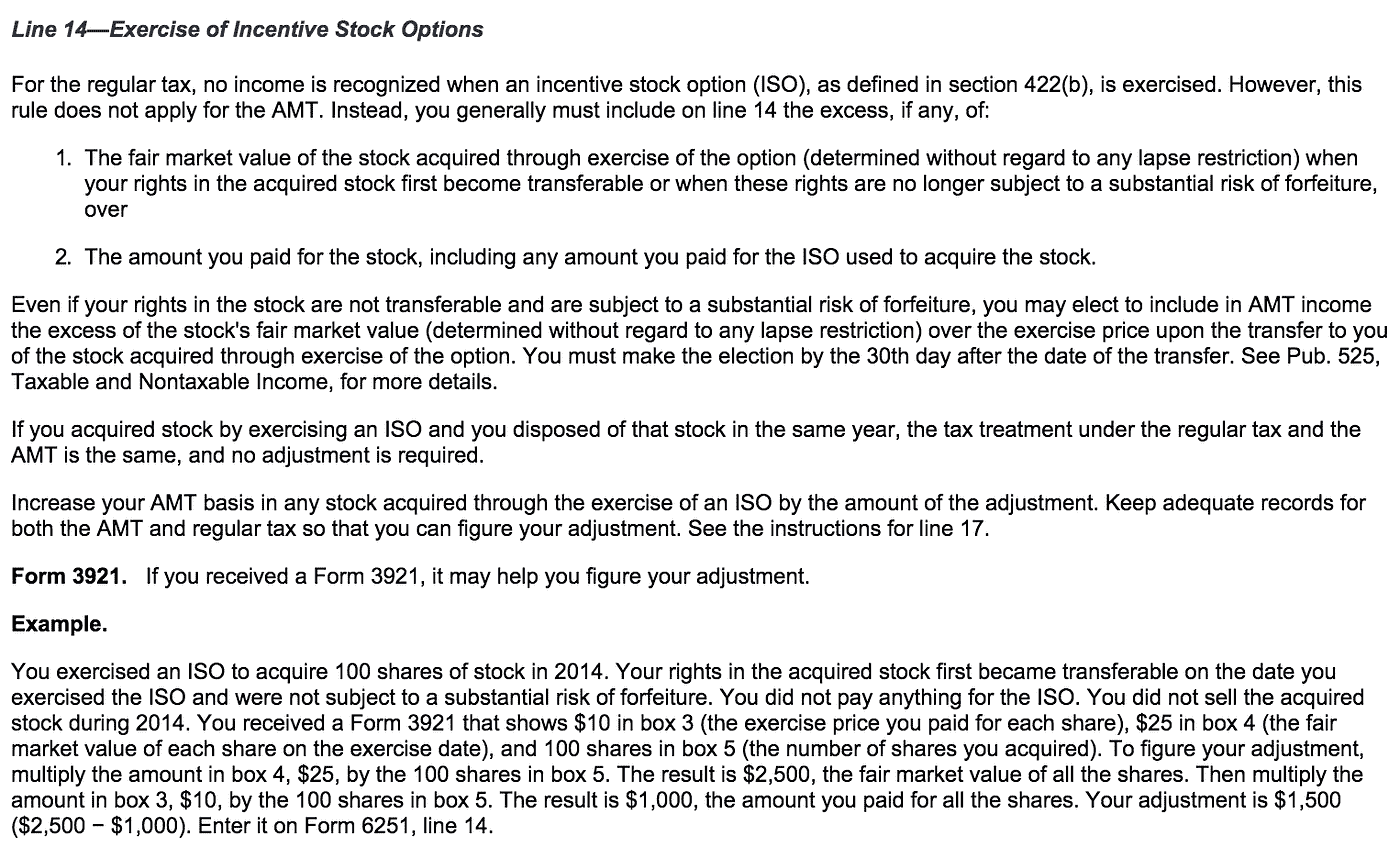 Line 14—Exercise of Incentive Stock Options
For the regular tax, no income is recognized when an incentive stock option (ISO), as defined in section 422(b), is exercised. However, this
rule does not apply for the AMT. Instead, you generally must include on line 14 the excess, if any, of:
1. The fair market value of the stock acquired through exercise of the option (determined without regard to any lapse restriction) when
your rights in the acquired stock first become transferable or when these rights are no longer subject to a substantial risk of forfeiture,
over
2. The amount you paid for the stock, including any amount you paid for the ISO used to acquire the stock.
Even if your rights in the stock are not transferable and are subject to a substantial risk of forfeiture, you may elect to include in AMT income
the excess of the stock's fair market value (determined without regard to any lapse restriction) over the exercise price upon the transfer to you
of the stock acquired through exercise of the option. You must make the election by the 30th day after the date of the transfer. See Pub. 525,
Taxable and Nontaxable Income, for more details.
If you acquired stock by exercising an ISO and you disposed of that stock in the same year, the tax treatment under the regular tax and the
AMT is the same, and no adjustment is required.
Increase your AMT basis in any stock acquired through the exercise of an ISO by the amount of the adjustment. Keep adequate records for
both the AMT and regular tax so that you can figure your adjustment. See the instructions for line 17.
Form 3921. If you received a Form 3921, it may help you figure your adjustment.
Example.
You exercised an ISO to acquire 100 shares of stock in 2014. Your rights in the acquired stock first became transferable on the date you
exercised the ISO and were not subject to a substantial risk of forfeiture. You did not pay anything for the ISO. You did not sell the acquired
stock during 2014. You received a Form 3921 that shows $10 in box 3 (the exercise price you paid for each share), $25 in box 4 (the fair
market value of each share on the exercise date), and 100 shares in box 5 (the number of shares you acquired). To figure your adjustment,
multiply the amount in box 4, $25, by the 100 shares in box 5. The result is $2,500, the fair market value of all the shares. Then multiply the
amount in box 3, $10, by the 100 shares in box 5. The result is $1,000, the amount you paid for all the shares. Your adjustment is $1,500
($2,500 − $1,000). Enter it on Form 6251, line 14.